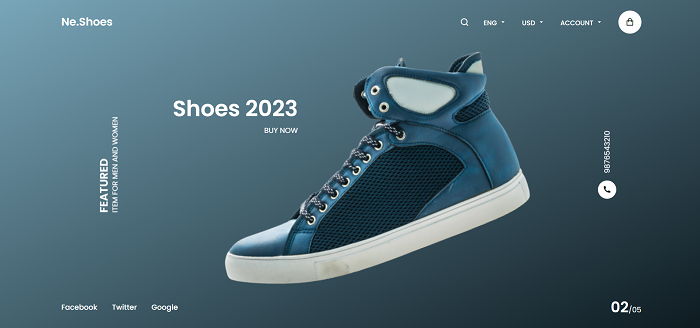 Ne.Shoes
ENG
USD
ACCOUNT
Shoes 2023
BUY NOW
FEATURED
ITEM FOR MEN AND WOMEN
9876543210
Facebook
Twitter
Google
02/05